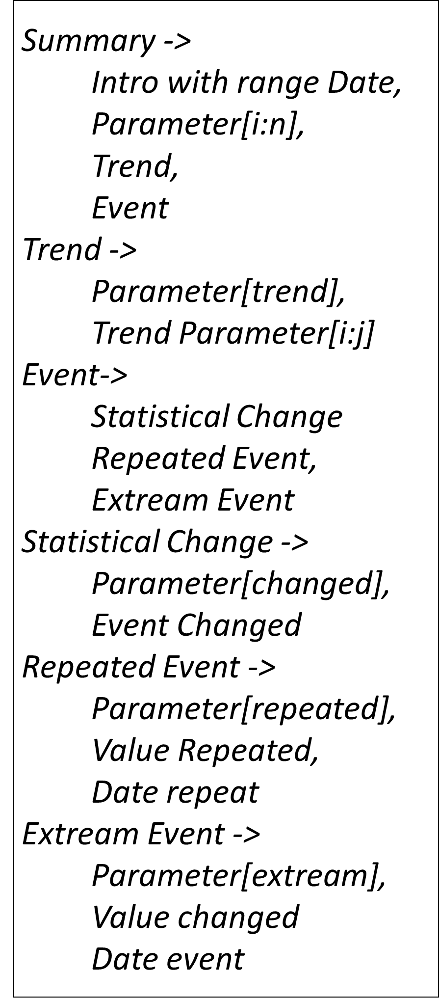 Summary ->
Intro with range Date,
Parameter[i:n],
Trend,
Event
Trend ->
Parameter[trend],
Trend Parameter[i:j]
Event->
Statistical Change
Repeated Event,
Extream Event
Statistical Change ->
Parameter[changed],
Event Changed
Repeated Event ->
Parameter[repeated],
Value Repeated,
Date repeat
Extream Event ->
Parameter[extream],
Value changed
Date event